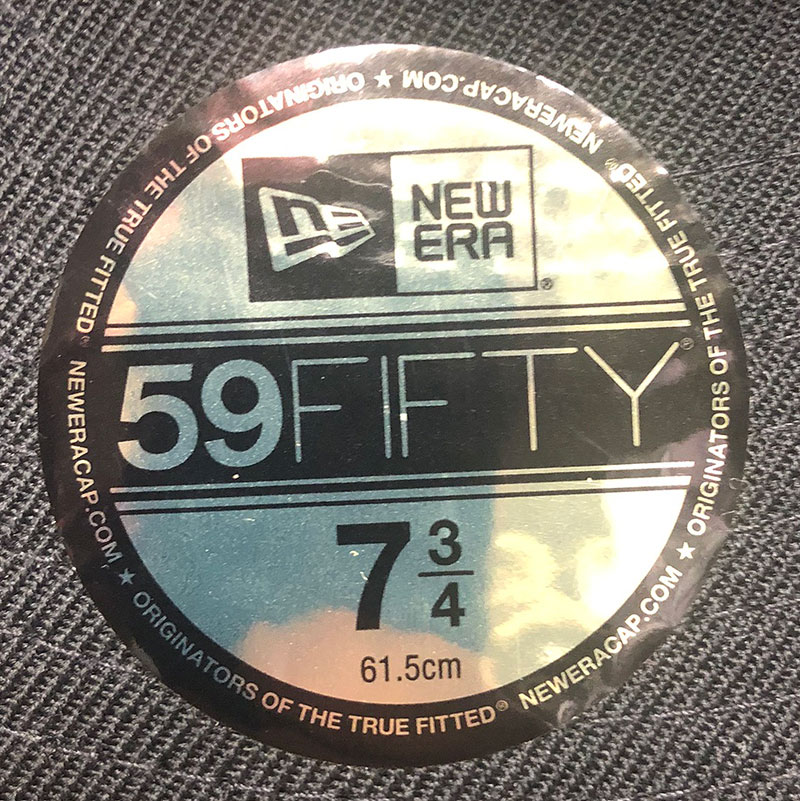 NEW
ERA®
59FIFTY®
7 3/4
61.5cm
NEWERACAP.COM ★ ORIGINATORS OF THE TRUE FITTED®
NEWERACAP.COM ★ ORIGINATORS OF THE TRUE FITTED®
NEWERACAP.COM ★ ORIGINATORS OF THE TRUE FITTED®